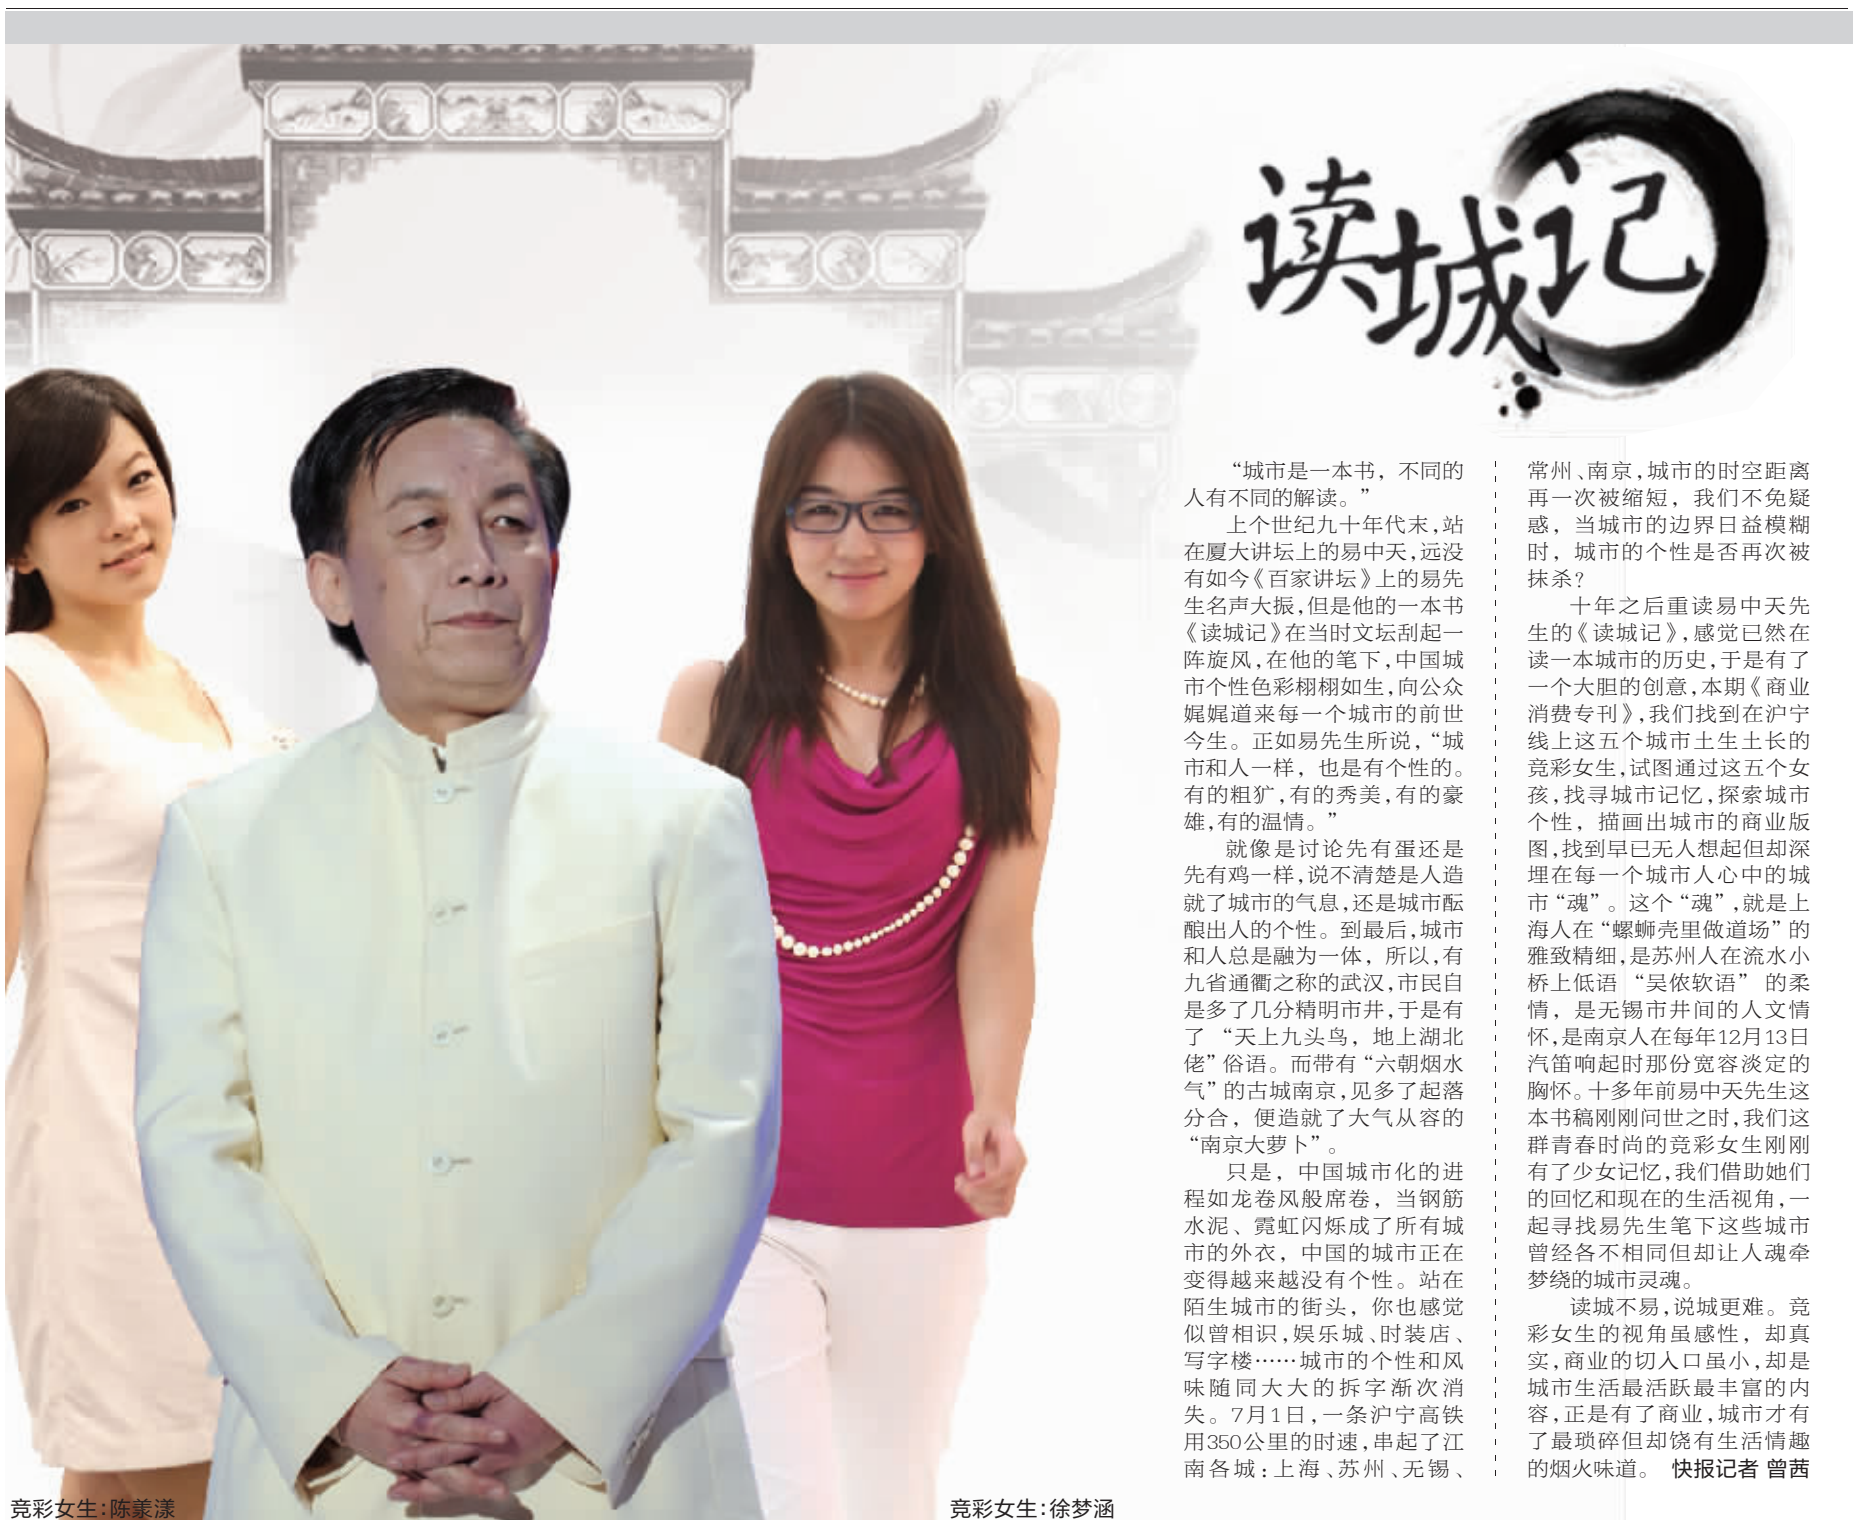 读城记
“城市是一本书，不同的
人有不同的解读。”
上个世纪九十年代末，站
在厦大讲坛上的易中天，远没
有如今《百家讲坛》上的易先
生名声大振，但是他的一本书
《读城记》在当时文坛刮起一
阵旋风，在他的笔下，中国城
市个性色彩栩栩如生，向公众
娓娓道来每一个城市的前世
今生。正如易先生所说，“城
市和人一样，也是有个性的。
有的粗犷，有的秀美，有的豪
雄，有的温情。”
就像是讨论先有蛋还是
先有鸡一样，说不清楚是人造
就了城市的气息，还是城市酝
酿出人的个性。到最后，城市
和人总是融为一体，所以，有
九省通衢之称的武汉，市民自
是多了几分精明市井，于是有
了“天上九头鸟，地上湖北
佬”俗语。而带有“六朝烟水
气”的古城南京，见多了起落
分合，便造就了大气从容的
“南京大萝卜”。
只是，中国城市化的进
程如龙卷风般席卷，当钢筋
水泥、霓虹闪烁成了所有城
市的外衣，中国的城市正在
变得越来越没有个性。站在
陌生城市的街头，你也感觉
似曾相识，娱乐城、时装店、
写字楼……城市的个性和风
味随同大大的拆字渐次消
失。7月1日，一条沪宁高铁
用350公里的时速，串起了江
南各城：上海、苏州、无锡、
常州、南京，城市的时空距离
再一次被缩短，我们不免疑
惑，当城市的边界日益模糊
时，城市的个性是否再次被
抹杀？
十年之后重读易中天先
生的《读城记》，感觉已然在
读一本城市的历史，于是有了
一个大胆的创意，本期《商业
消费专刊》，我们找到在沪宁
线上这五个城市土生土长的
竞彩女生，试图通过这五个女
孩，找寻城市记忆，探索城市
个性，描画出城市的商业版
图，找到早已无人想起但却深
埋在每一个城市人心中的城
市“魂”。这个“魂”，就是上
海人在“螺蛳壳里做道场”的
雅致精细，是苏州人在流水小
桥上低语“吴侬软语”的柔
情，是无锡市井间的人文情
怀，是南京人在每年12月13日
汽笛响起时那份宽容淡定的
胸怀。十多年前易中天先生这
本书稿刚刚问世之时，我们这
群青春时尚的竞彩女生刚刚
有了少女记忆，我们借助她们
的回忆和现在的生活视角，一
起寻找易先生笔下这些城市
曾经各不相同但却让人魂牵
梦绕的城市灵魂。
读城不易，说城更难。竞
彩女生的视角虽感性，却真
实，商业的切入口虽小，却是
城市生活最活跃最丰富的内
容，正是有了商业，城市才有
了最琐碎但却饶有生活情趣
的烟火味道。 快报记者 曾茜
竞彩女生：陈羕漾
竞彩女生：徐梦涵